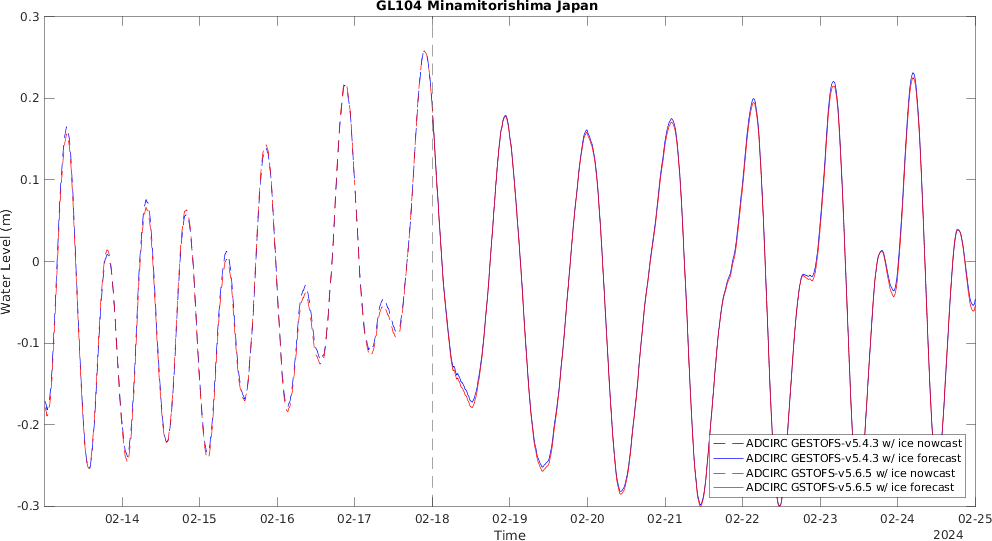 GL104 Minamitorishima Japan
Water Level (m)
0.3
0.2
0.1
0
-0.1
-0.2
-0.3
ADCIRC GESTOFS-v5.4.3 w/ ice nowcast
ADCIRC GESTOFS-v5.4.3 w/ ice forecast
ADCIRC GSTOFS-v5.6.5 w/ ice nowcast
ADCIRC GSTOFS-v5.6.5 w/ ice forecast
02-14 02-15 02-16 02-17 02-18 02-19 02-20 02-21 02-22 02-23 02-24 02-25
Time
2024